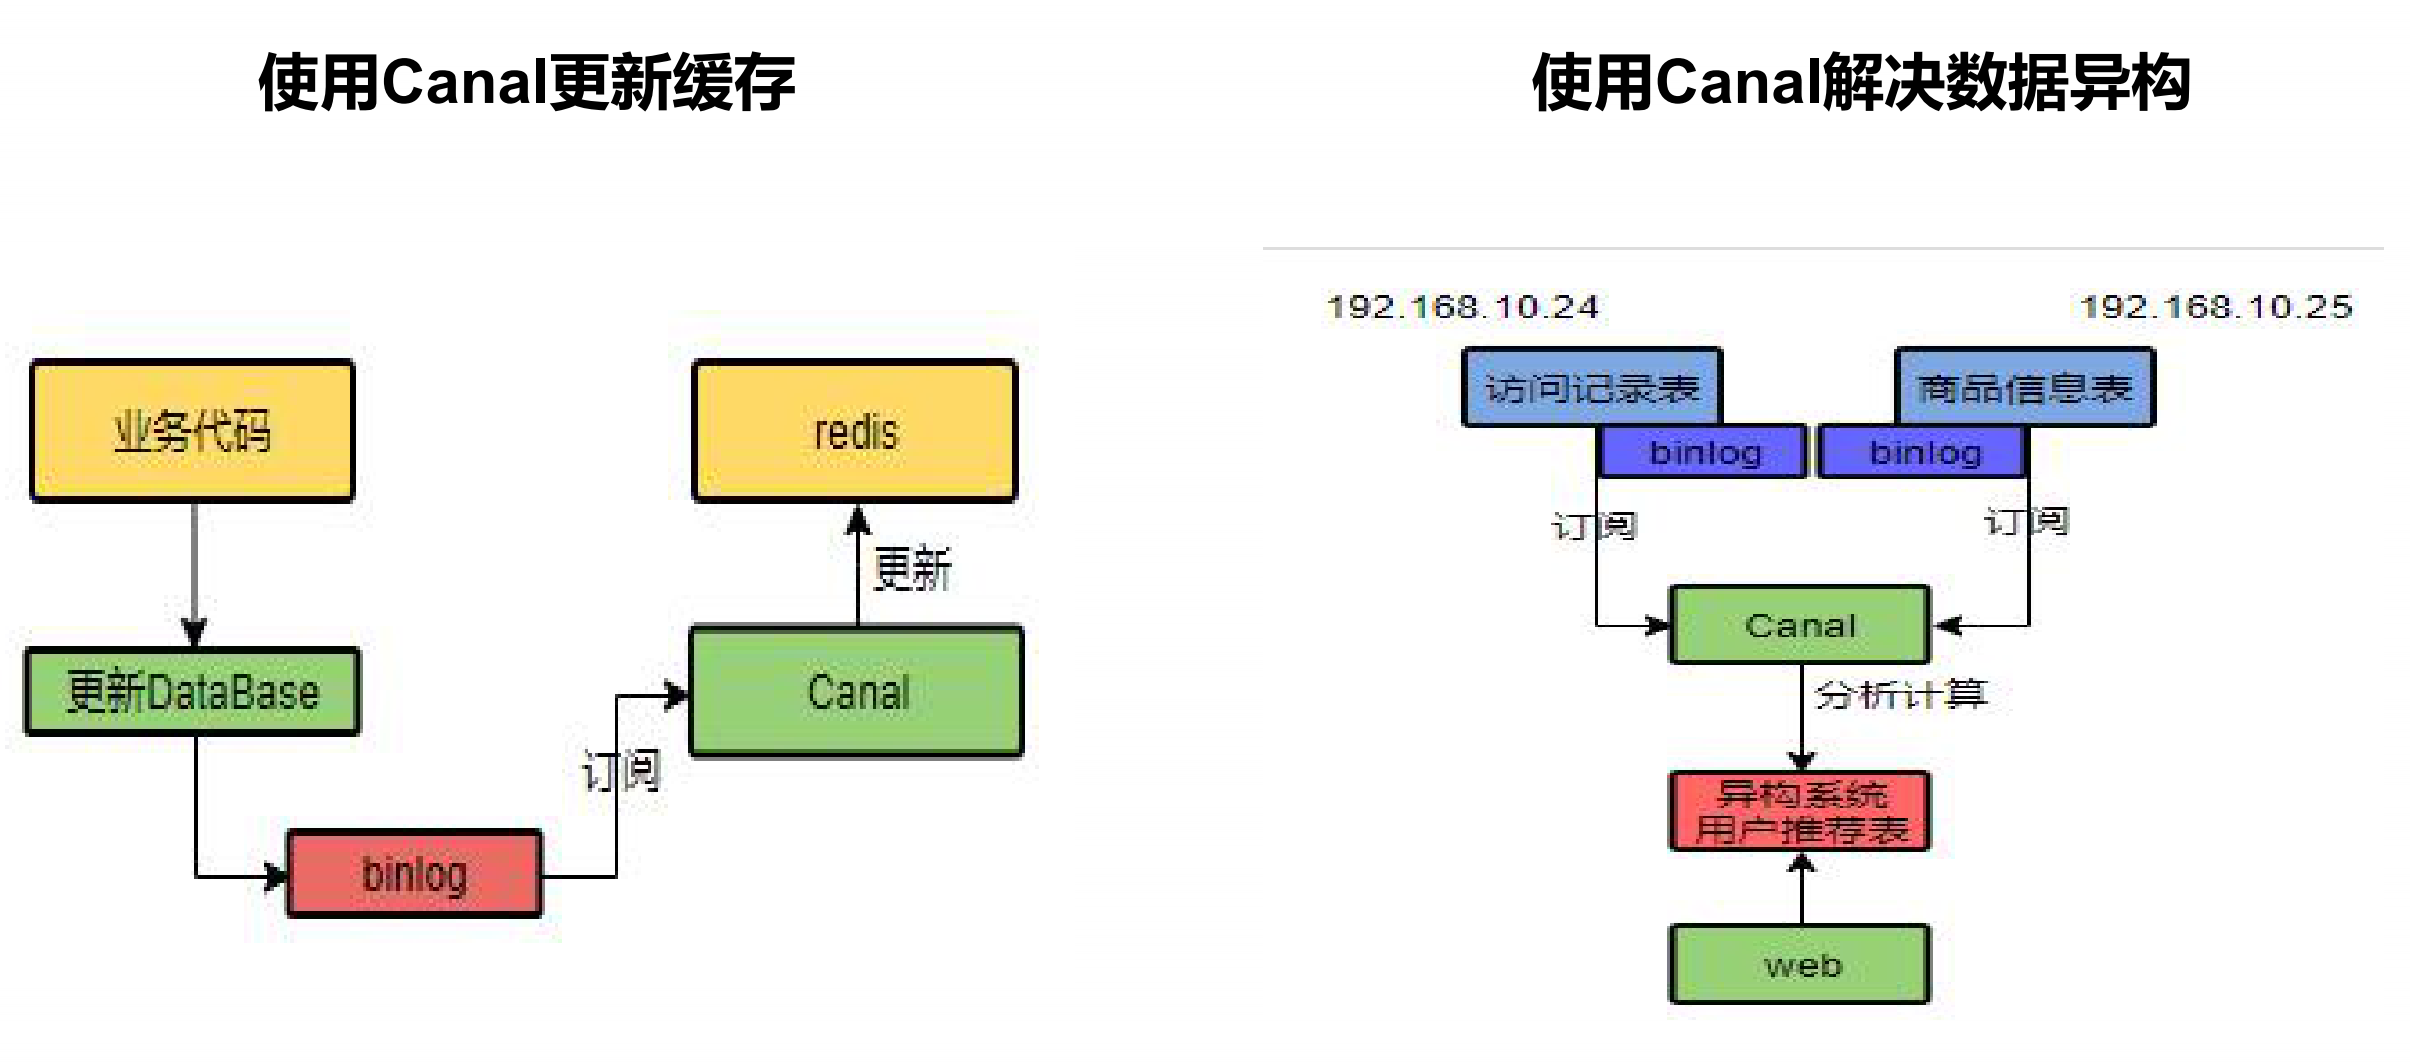 使用Canal更新缓存
业务代码
redis
更新
更新DataBase
Canal
订阅
binlog
使用Canal解决数据异构
192.168.10.24
192.168.10.25
访问记录表
商品信息表
binlog
binlog
订阅
订阅
Canal
分析计算
异构系统
用户推荐表
web